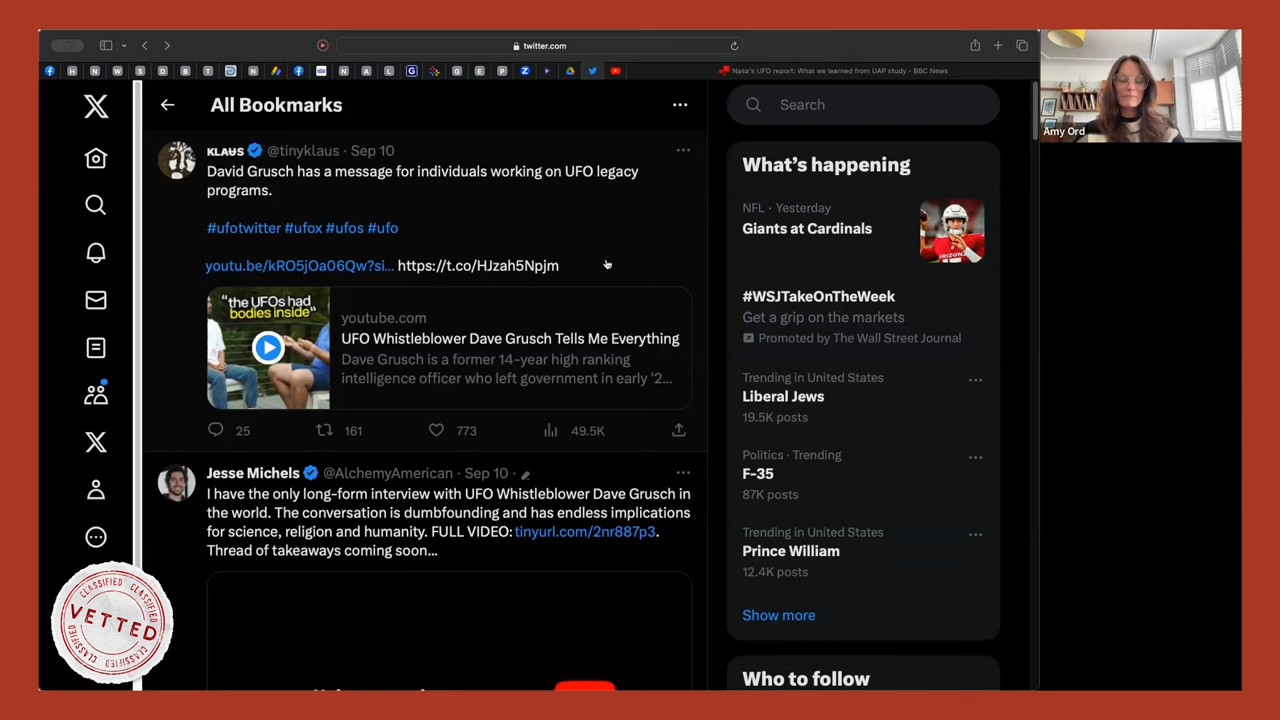 twitter.com
Nasa's UFO report: What we learned from UAP study - BBC News
Amy Ord
All Bookmarks
Search
KLAUS @tinyklaus · Sep 10
David Grusch has a message for individuals working on UFO legacy
programs.
#ufotwitter #ufox #ufos #ufo
youtu.be/kRO5jOa06Qw?si... https://t.co/HJzah5Npjm
"the UFOs had
bodies inside"
youtube.com
UFO Whistleblower Dave Grusch Tells Me Everything
Dave Grusch is a former 14-year high ranking
intelligence officer who left government in early '2...
25 161 773 49.5K
Jesse Michels @AlchemyAmerican · Sep 10 ·
I have the only long-form interview with UFO Whistleblower Dave Grusch in
the world. The conversation is dumbfounding and has endless implications
for science, religion and humanity. FULL VIDEO: tinyurl.com/2nr887p3.
Thread of takeaways coming soon...
What's happening
NFL · Yesterday
Giants at Cardinals
#WSJTakeOnTheWeek
Get a grip on the markets
Promoted by The Wall Street Journal
Trending in United States
Liberal Jews
19.5K posts
Politics · Trending
F-35
87K posts
Trending in United States
Prince William
12.4K posts
Show more
Who to follow
CLASSIFIED CLASSIFIED
VETTED
CLASSIFIED CLASSIFIED